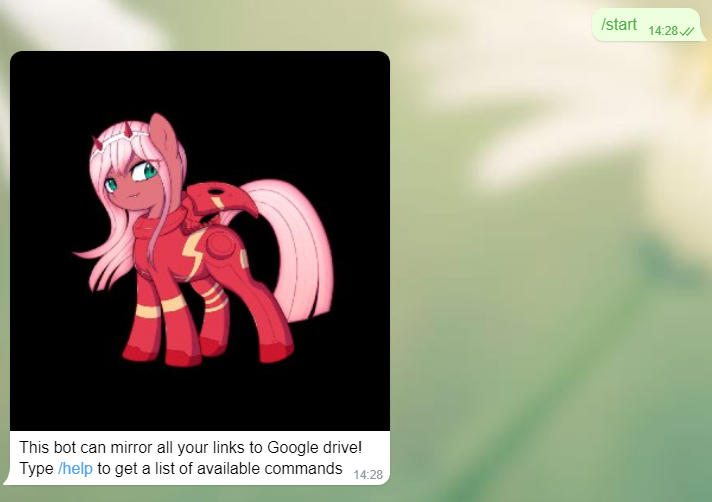 /start
14:28
This bot can mirror all your links to Google drive!
Type /help to get a list of available commands
14:28